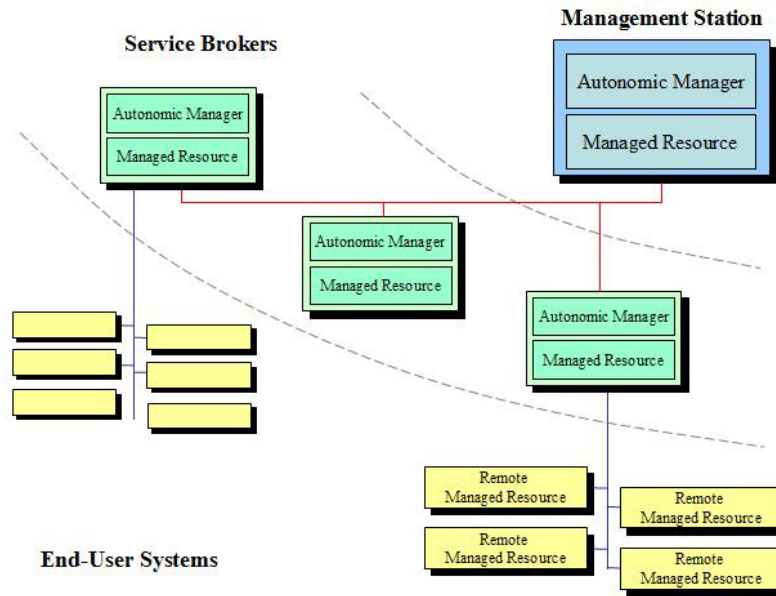 Management Station
Service Brokers
Autonomic Manager
Managed Resource
Autonomic Manager
Managed Resource
Autonomic Manager
Managed Resource
Autonomic Manager
Managed Resource
Remote
Managed Resource
Remote
Managed Resource
Remote
Managed Resource
Remote
Managed Resource
End-User Systems